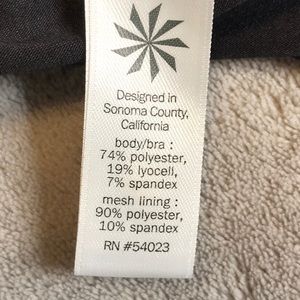 Designed in
Sonoma County,
California
body/bra :
74% polyester,
19% lyocell,
7% spandex
mesh lining :
90% polyester,
10% spandex
RN #54023